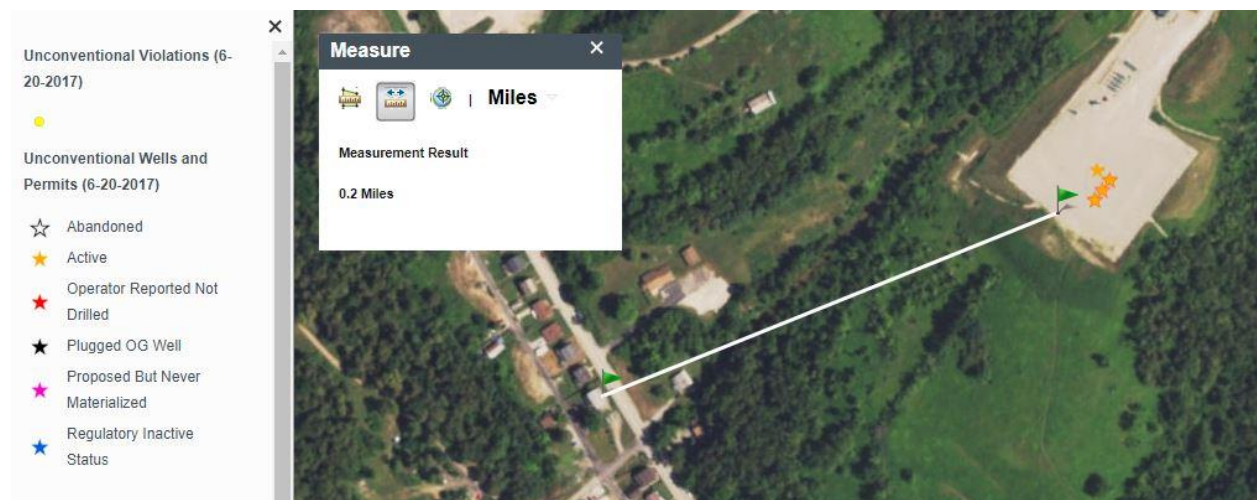 Unconventional Violations (6-
20-2017)
Unconventional Wells and
Permits (6-20-2017)
Abandoned
Active
Operator Reported Not
Drilled
Plugged OG Well
Proposed But Never
Materialized
Regulatory Inactive
Status
Measure
| Miles
Measurement Result
0.2 Miles